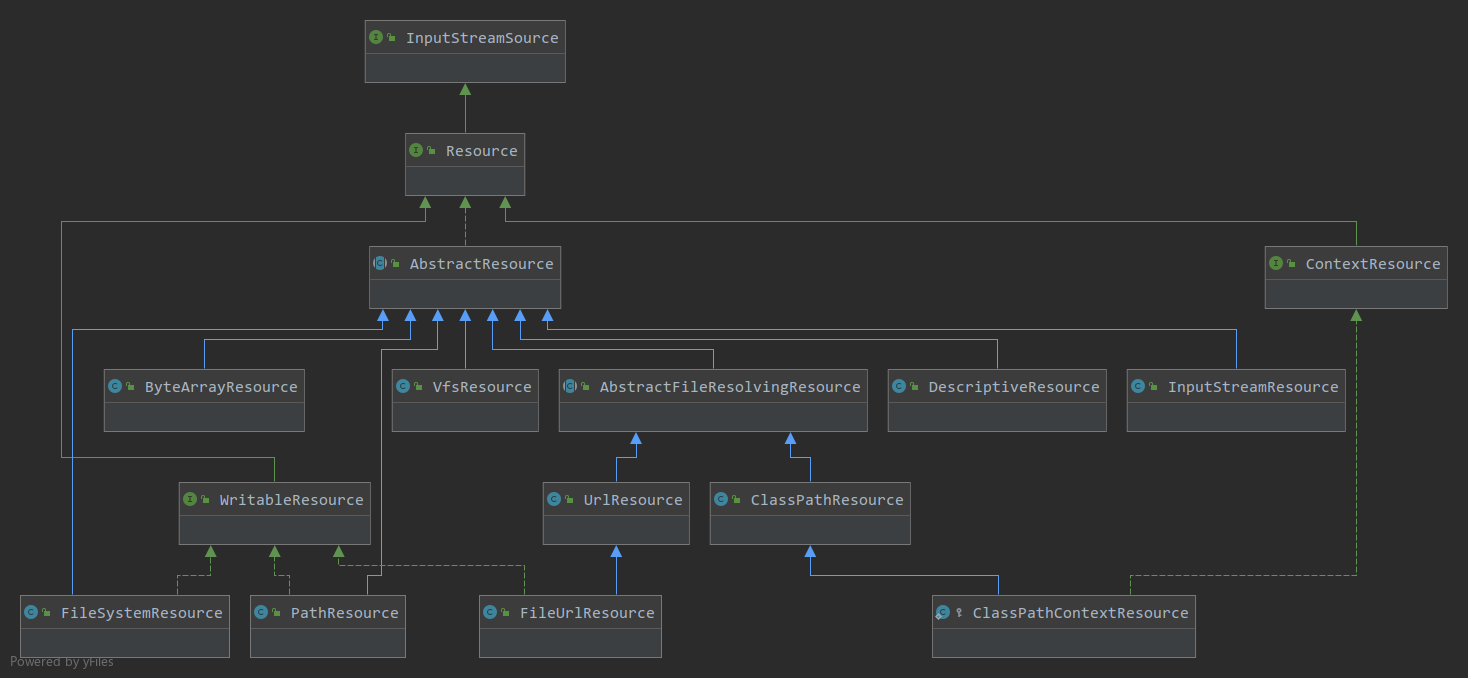 InputStreamSource
Resource
AbstractResource
ContextResource
ByteArrayResource
VfsResource
AbstractFileResolvingResource
DescriptiveResource
InputStreamResource
WritableResource
UrlResource
ClassPathResource
FileSystemResource
PathResource
FileUrlResource
ClassPathContextResource
Powered by yFiles